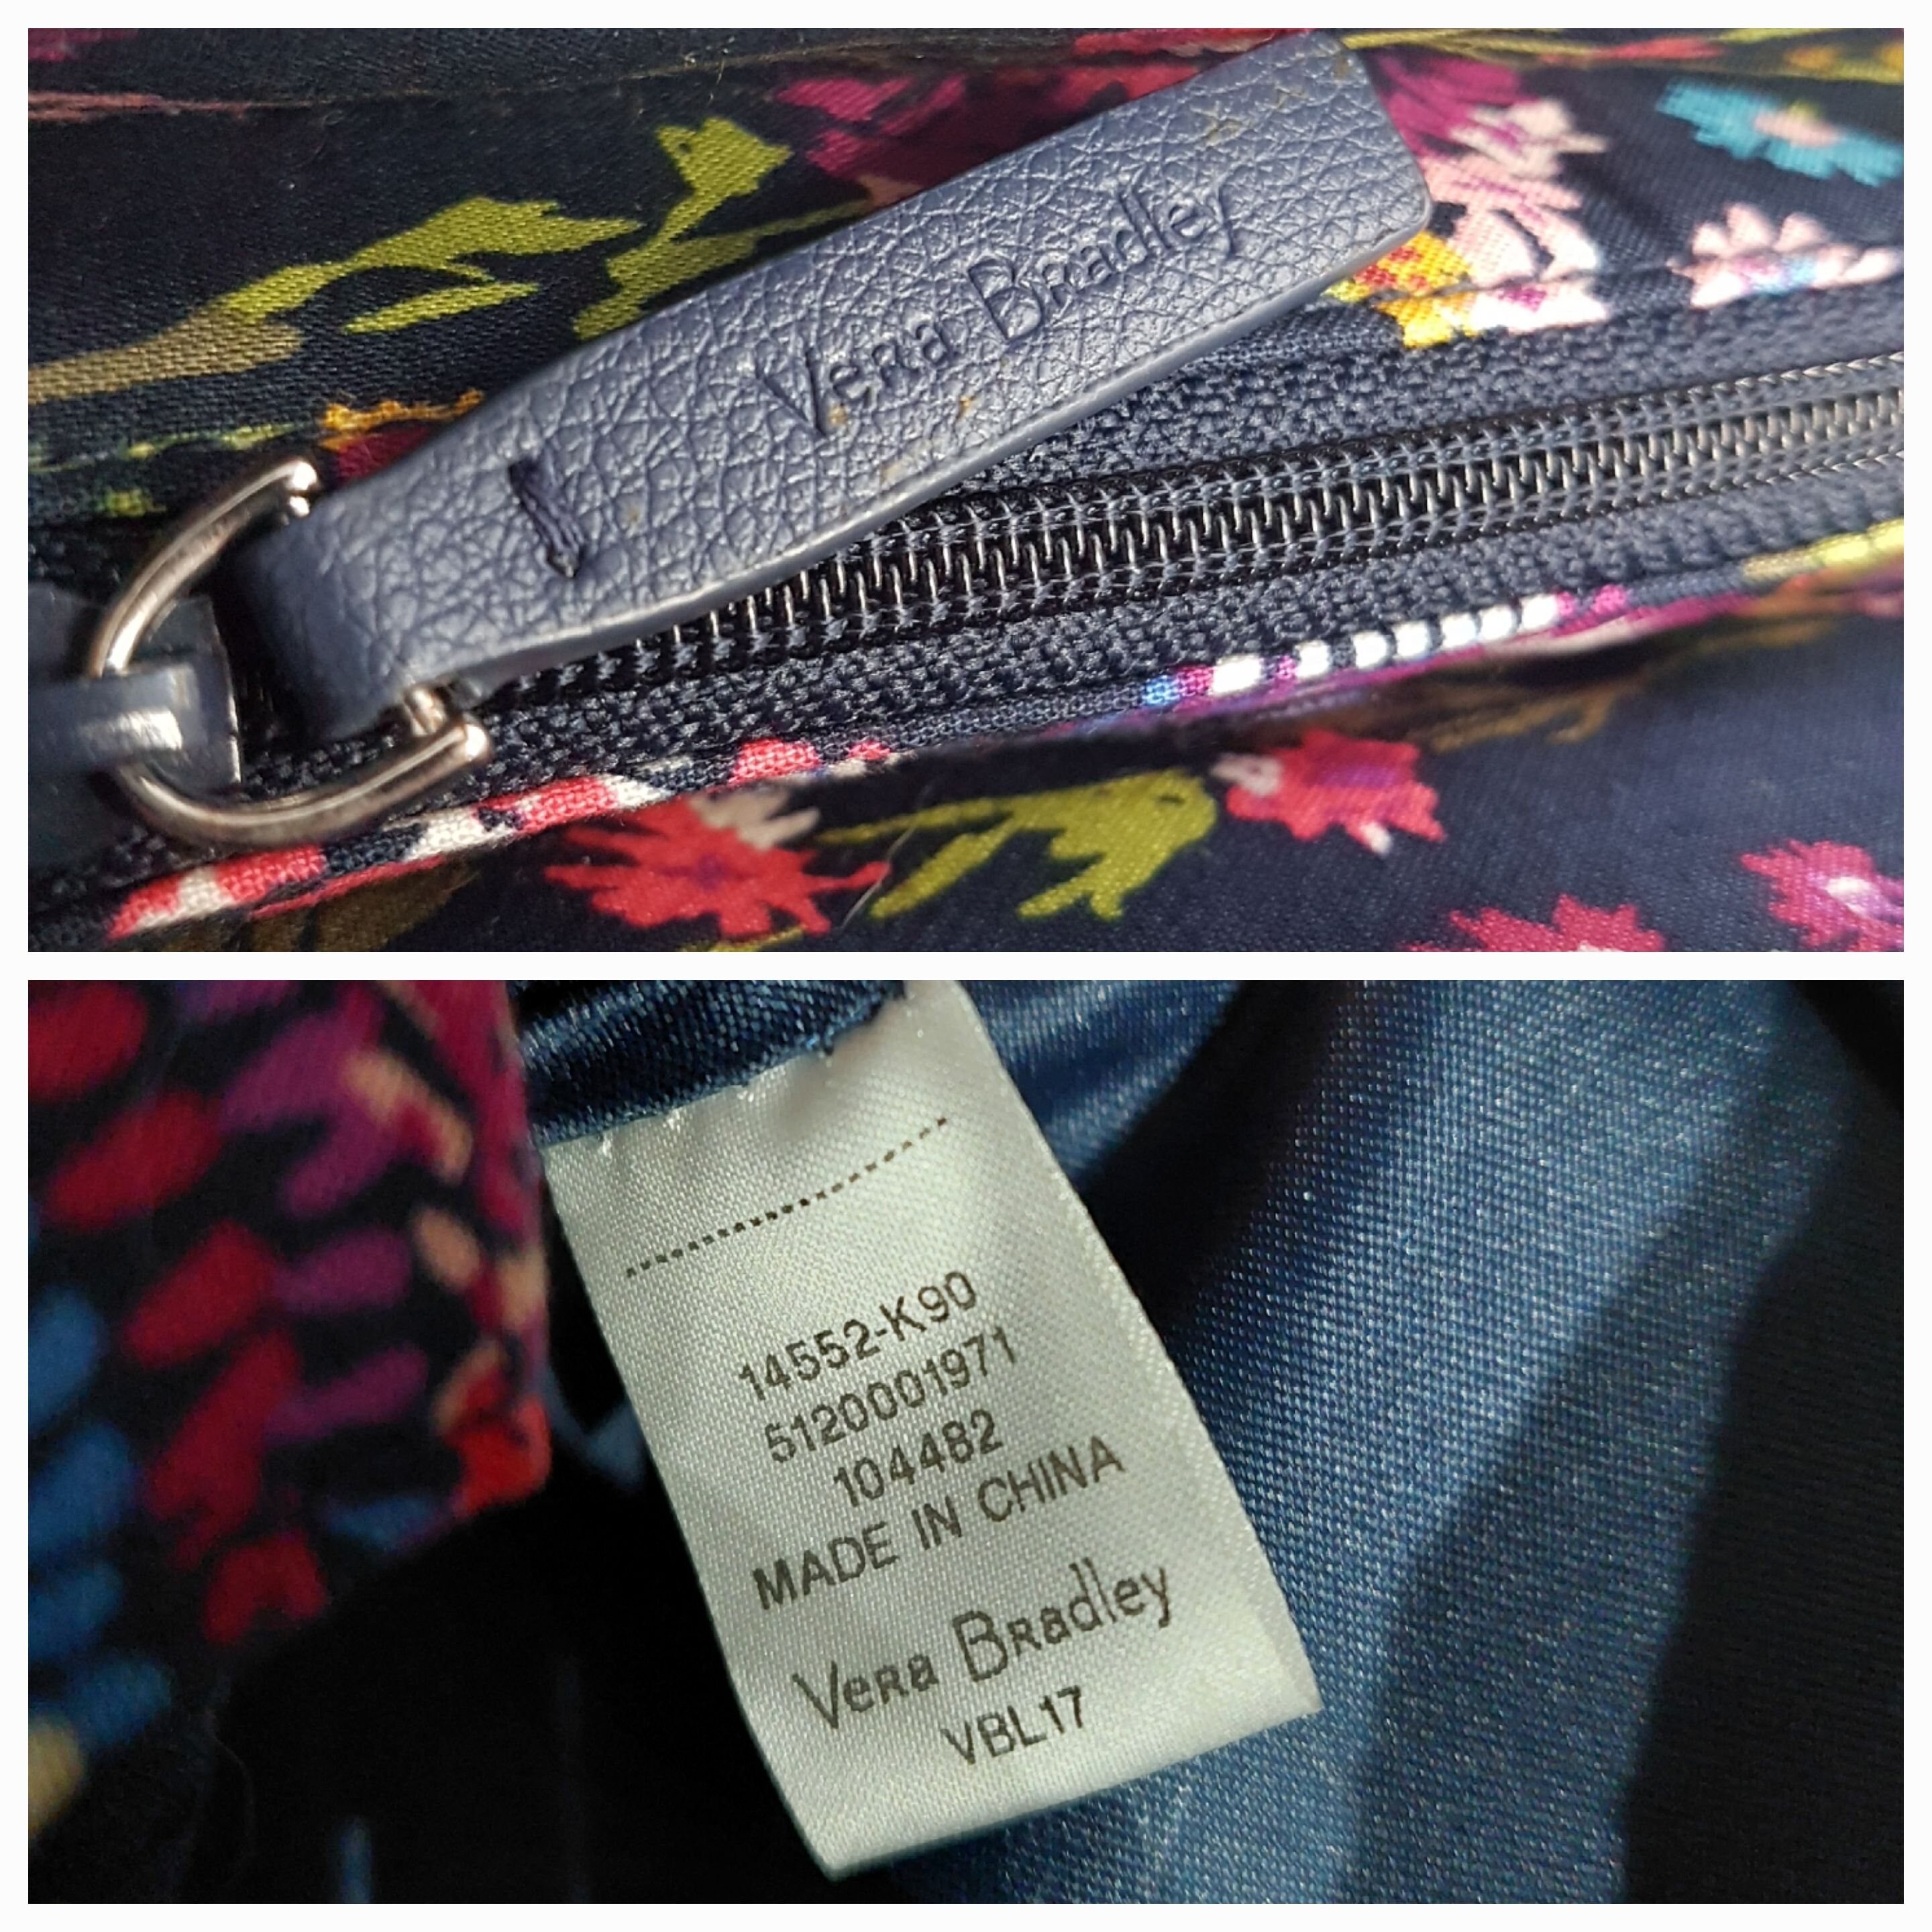 Vera Bradley
14552-K90
5120001971
104482
MADE IN CHINA
Vera Bradley
VBL17